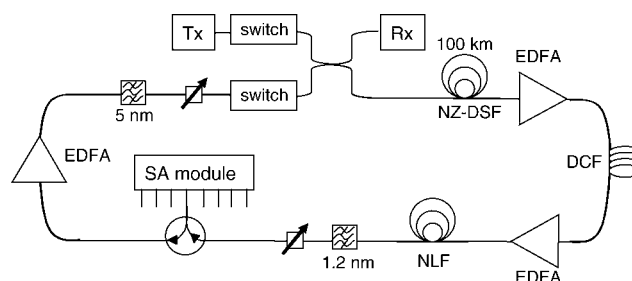 Tx
switch
Rx
100 km
EDFA
NZ-DSF
5 nm
switch
EDFA
SA module
DCF
1.2 nm
NLF
EDFA